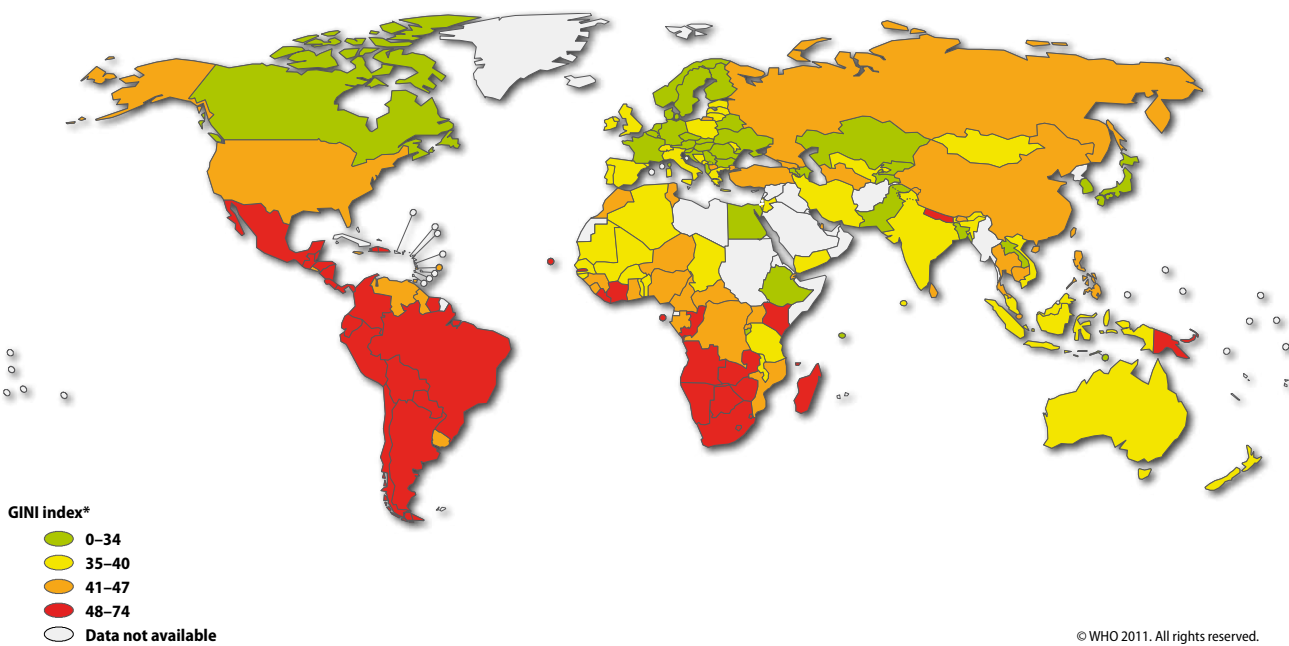 GINI index*
0–34
35–40
41–47
48–74
Data not available
© WHO 2011. All rights reserved.